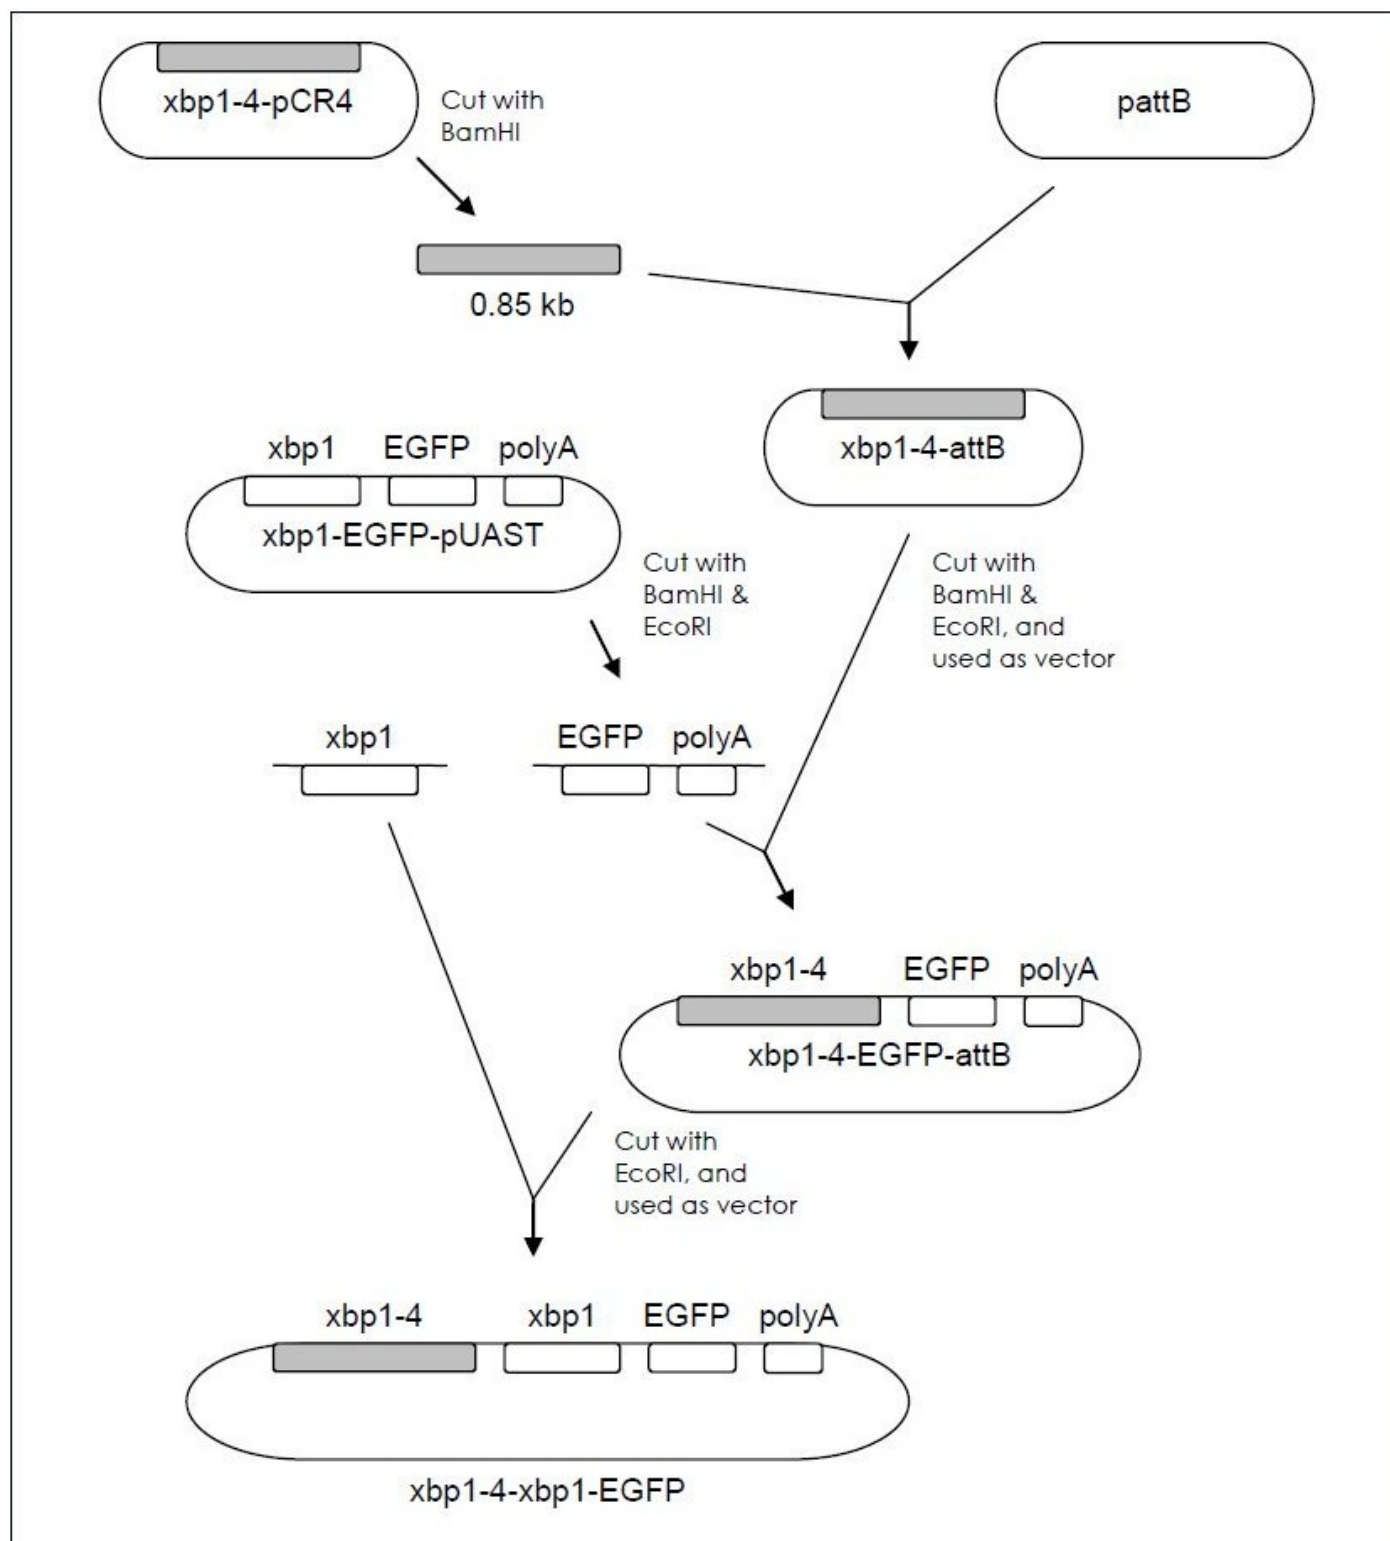 xbp1-4-pCR4
Cut with
BamHI
pattB
0.85 kb
xbp1-4-attB
xbp1 EGFP polyA
xbp1-EGFP-pUAST
Cut with
BamHI &
EcoRI
Cut with
BamHI &
EcoRI, and
used as vector
xbp1
EGFP polyA
xbp1-4 EGFP polyA
xbp1-4-EGFP-attB
Cut with
EcoRI, and
used as vector
xbp1-4 xbp1 EGFP polyA
xbp1-4-xbp1-EGFP